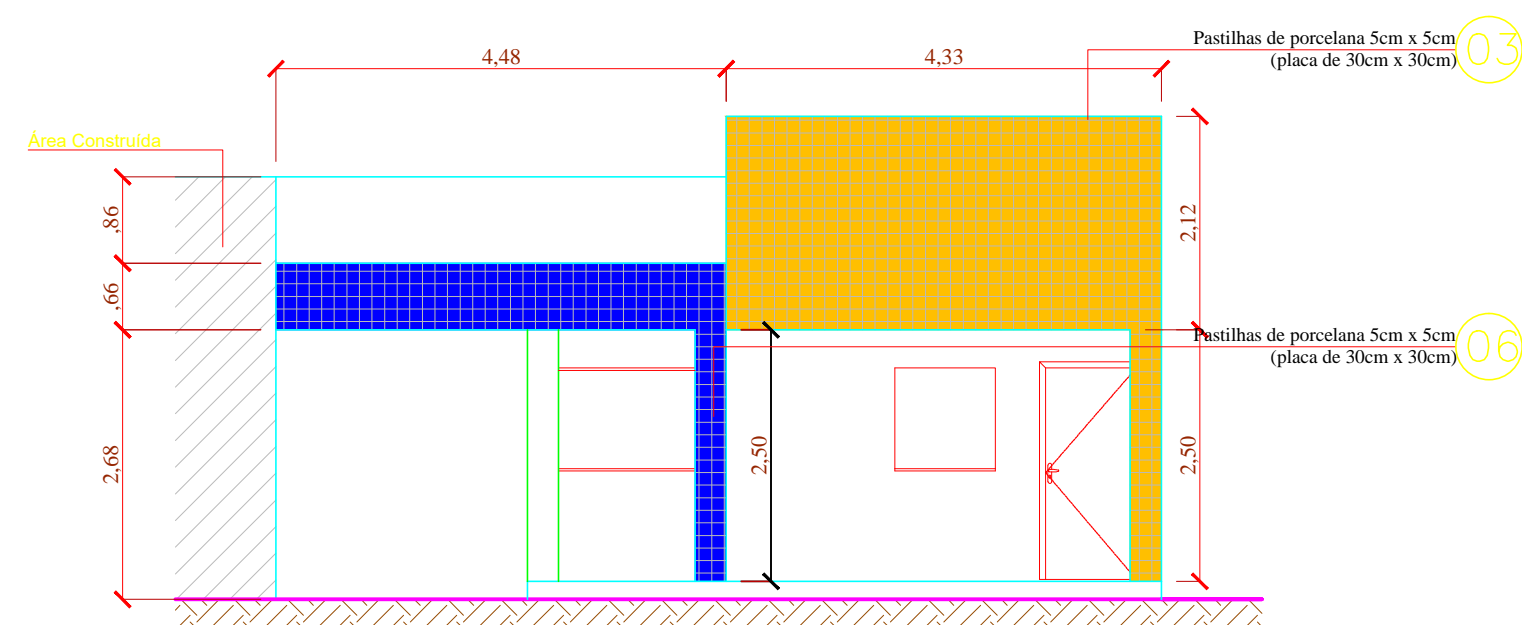 4,48
4,33
Pastilhas de porcelana 5cm x 5cm
(placa de 30cm x 30cm)
03
Área Construída
,86
2,12
,66
Pastilhas de porcelana 5cm x 5cm
(placa de 30cm x 30cm)
06
2,68
2,50
2,50